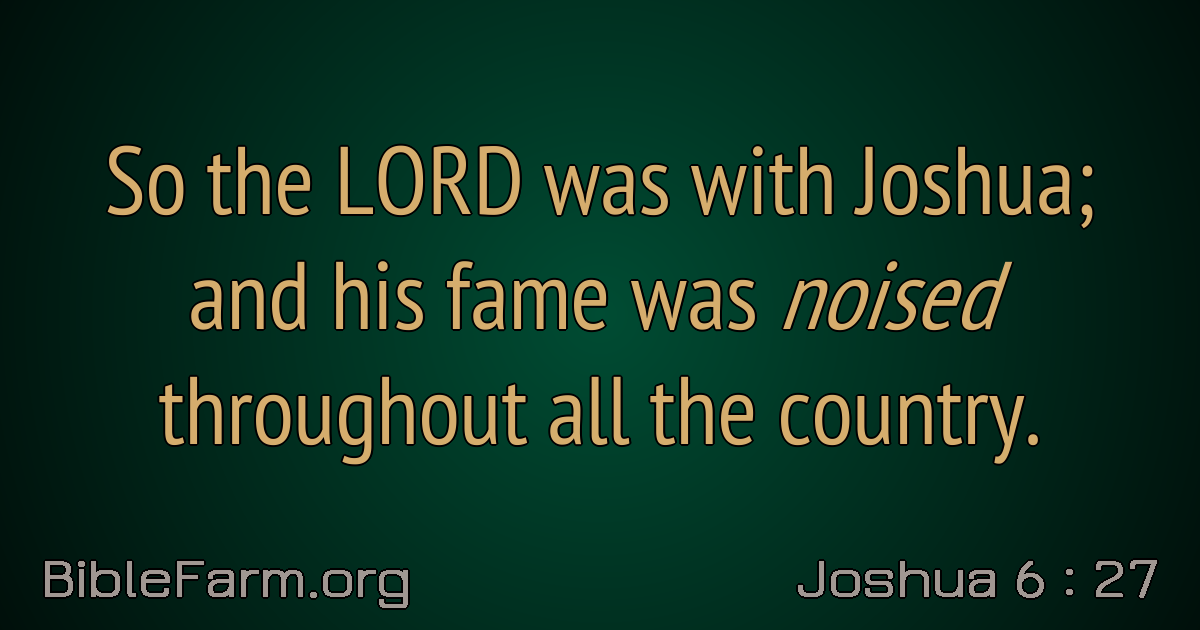 So the LORD was with Joshua;
and his fame was noised
throughout all the country.
BibleFarm.org
Joshua 6 : 27